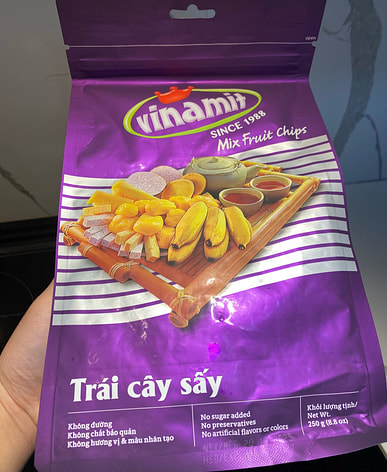 vinamit
SINCE 1988
Mix Fruit Chips
Trái cây sấy
Không đường
Không chất bảo quản
Không hương vị & màu nhân tạo
No sugar added
No preservatives
No artificial flavors or colors
Khối lượng tịnh/
Net Wt.
250 g (8.8 oz)